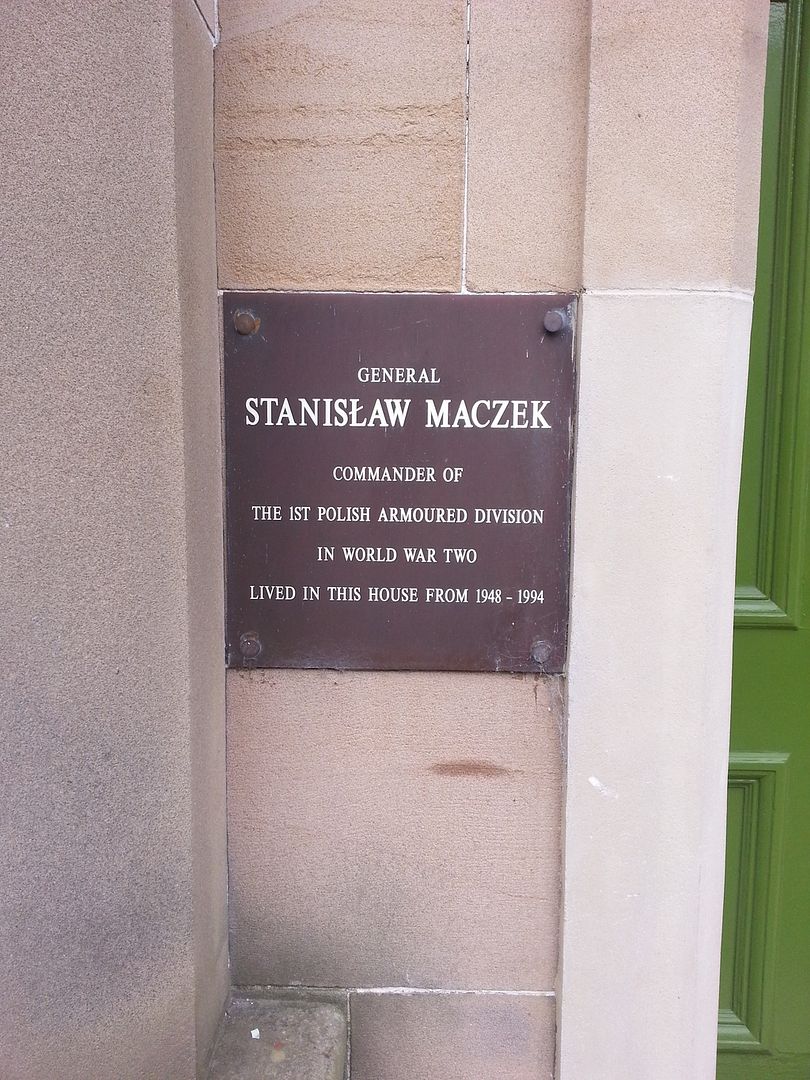 GENERAL
STANISŁAW MACZEK
COMMANDER OF
THE 1ST POLISH ARMOURED DIVISION
IN WORLD WAR TWO
LIVED IN THIS HOUSE FROM 1948 - 1994